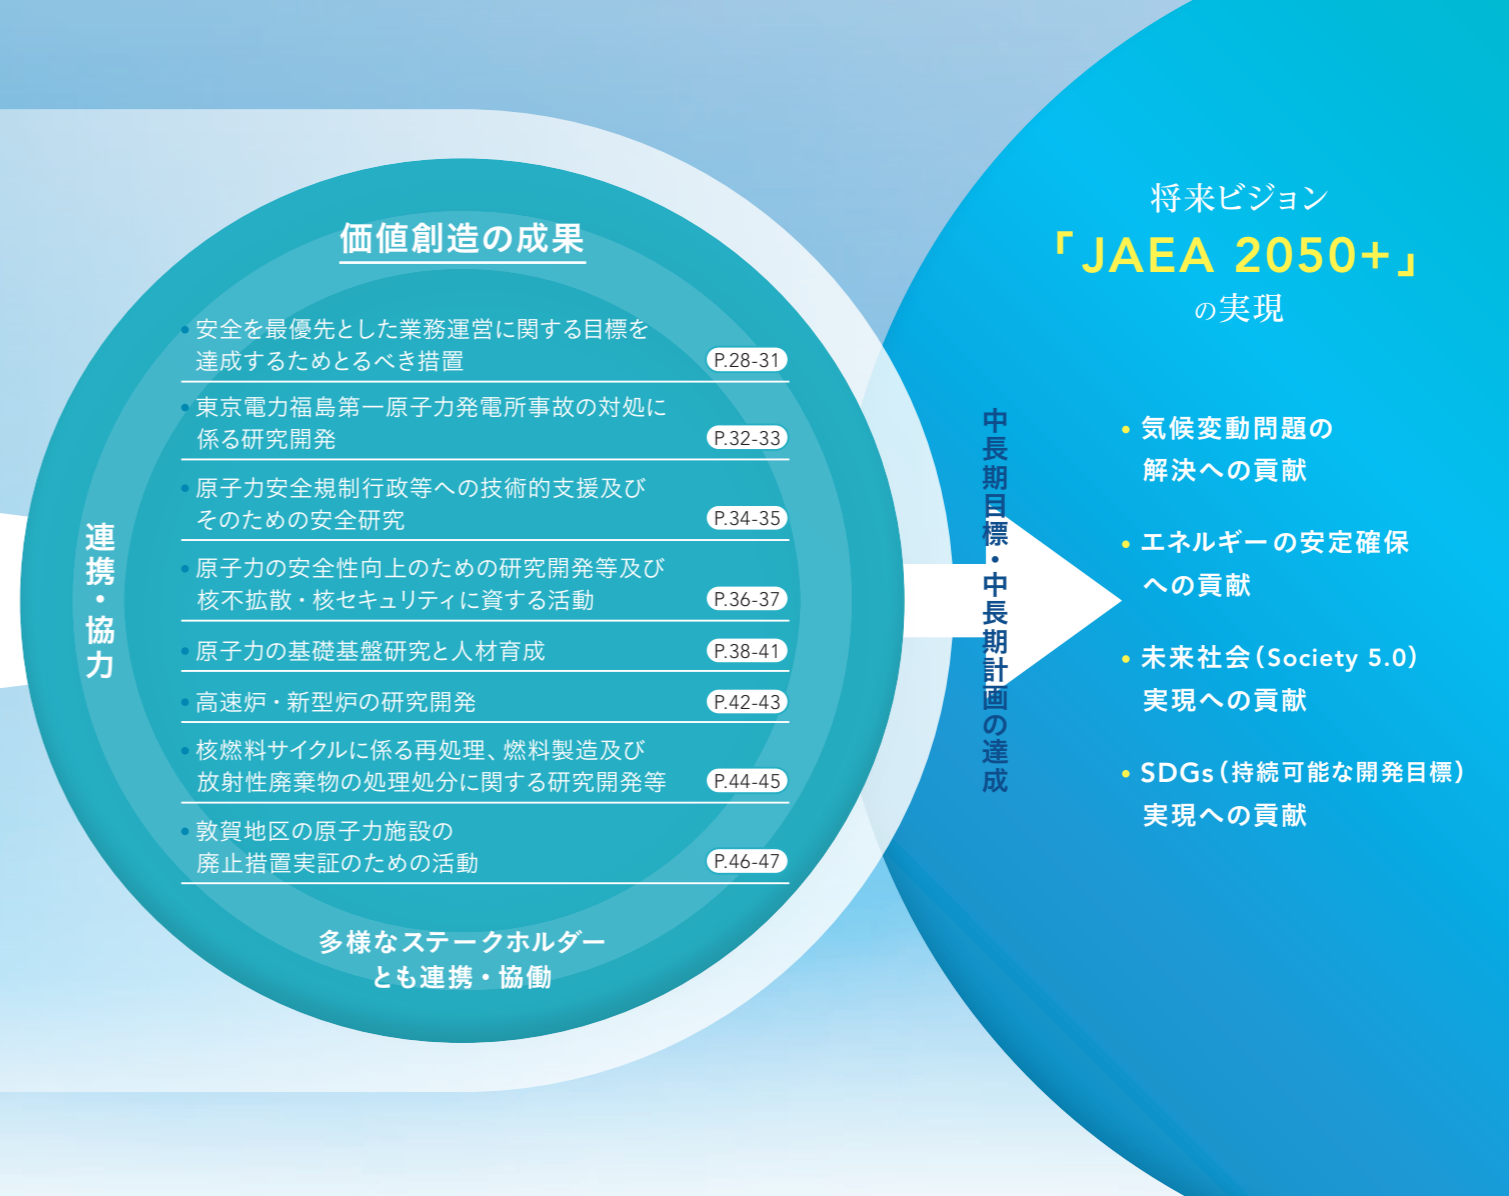 価値創造の成果
• 安全を最優先とした業務運営に関する目標を
達成するためとるべき措置 P.28-31
• 東京電力福島第一原子力発電所事故の対処に
係る研究開発 P.32-33
• 原子力安全規制行政等への技術的支援及び
そのための安全研究 P.34-35
• 原子力の安全性向上のための研究開発等及び
核不拡散・核セキュリティに資する活動 P.36-37
• 原子力の基礎基盤研究と人材育成 P.38-41
• 高速炉・新型炉の研究開発 P.42-43
• 核燃料サイクルに係る再処理、燃料製造及び
放射性廃棄物の処理処分に関する研究開発等 P.44-45
• 敦賀地区の原子力施設の
廃止措置実証のための活動 P.46-47
連携・協力
多様なステークホルダー
とも連携・協働
中長期目標・中長期計画の達成
将来ビジョン
「JAEA 2050+」
の実現
• 気候変動問題の
解決への貢献
• エネルギーの安定確保
への貢献
• 未来社会（Society 5.0）
実現への貢献
• SDGs（持続可能な開発目標）
実現への貢献